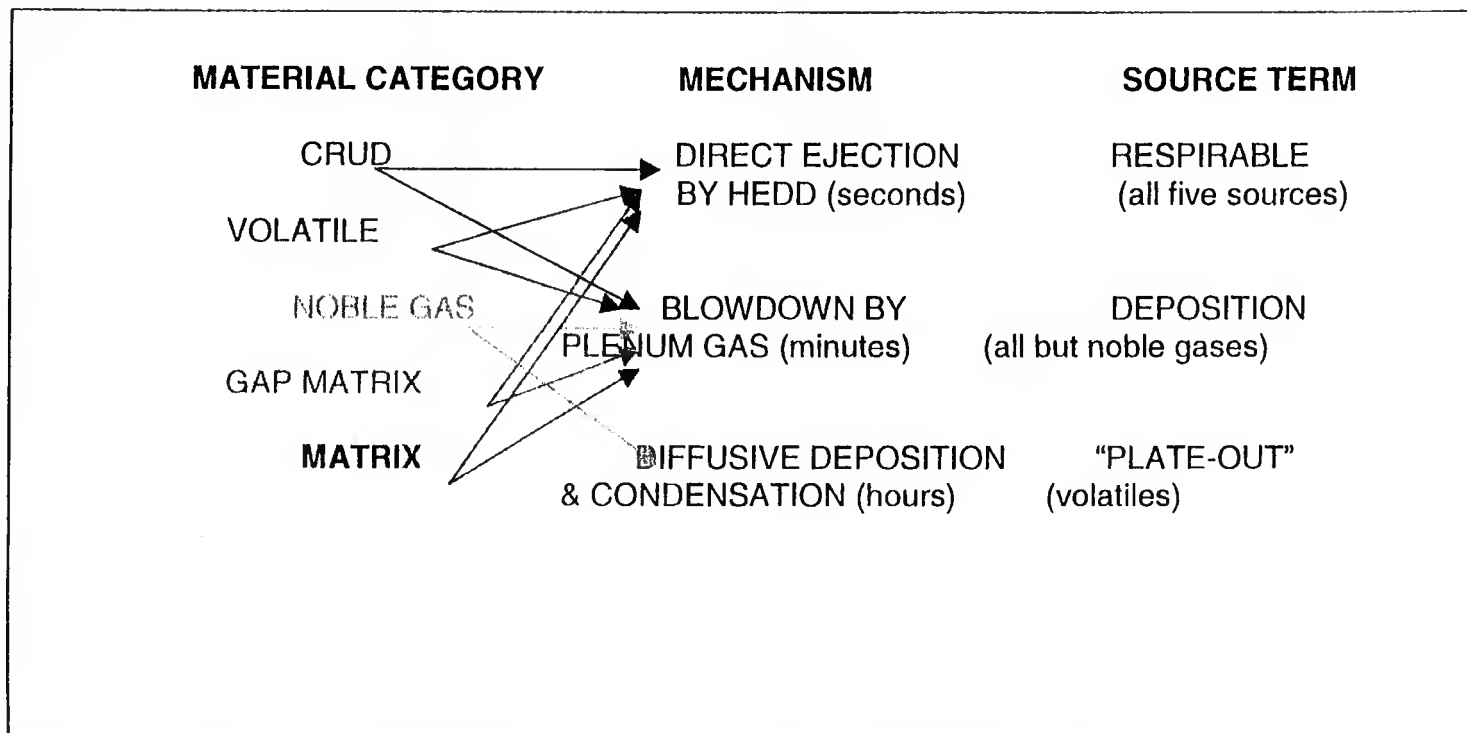 MATERIAL CATEGORY MECHANISM SOURCE TERM
CRUD DIRECT EJECTION RESPIRABLE
BY HEDD (seconds) (all five sources)
VOLATILE
NOBLE GAS BLOWDOWN BY DEPOSITION
PLENUM GAS (minutes) (all but noble gases)
GAP MATRIX
MATRIX DIFFUSIVE DEPOSITION “PLATE-OUT”
& CONDENSATION (hours) (volatiles)